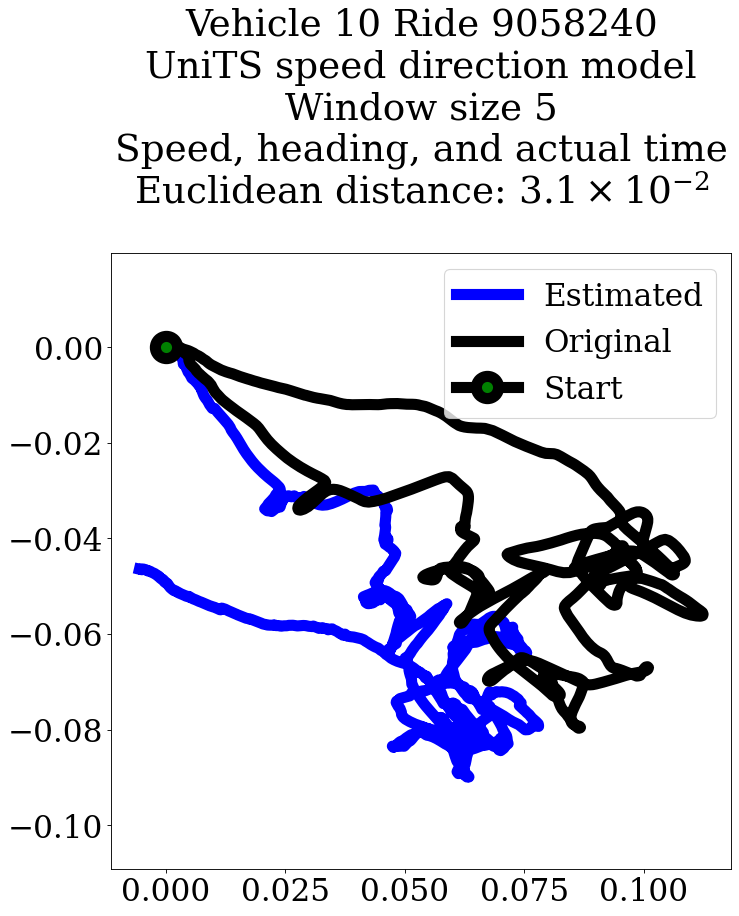 Vehicle 10 Ride 9058240
UniTS speed direction model
Window size 5
Speed, heading, and actual time
Euclidean distance: 3.1 × 10⁻²
Estimated
Original
Start
0.00
−0.02
−0.04
−0.06
−0.08
−0.10
0.000 0.025 0.050 0.075 0.100